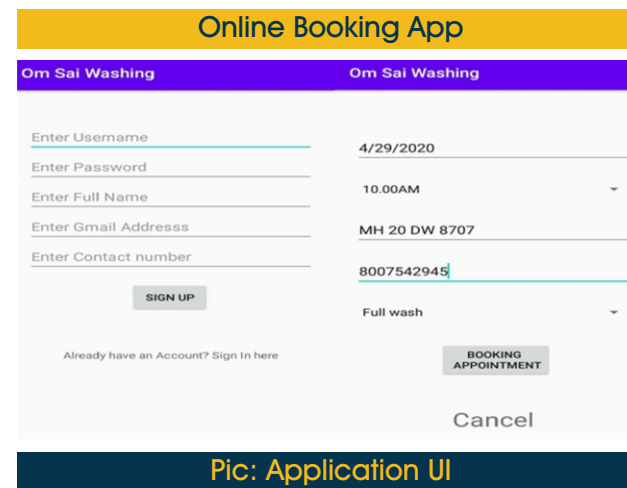 Online Booking App
Om Sai Washing
Enter Username
Enter Password
Enter Full Name
Enter Gmail Addresss
Enter Contact number
SIGN UP
Already have an Account? Sign In here
Om Sai Washing
4/29/2020
10.00AM
MH 20 DW 8707
8007542945
Full wash
BOOKING
APPOINTMENT
Cancel
Pic: Application UI